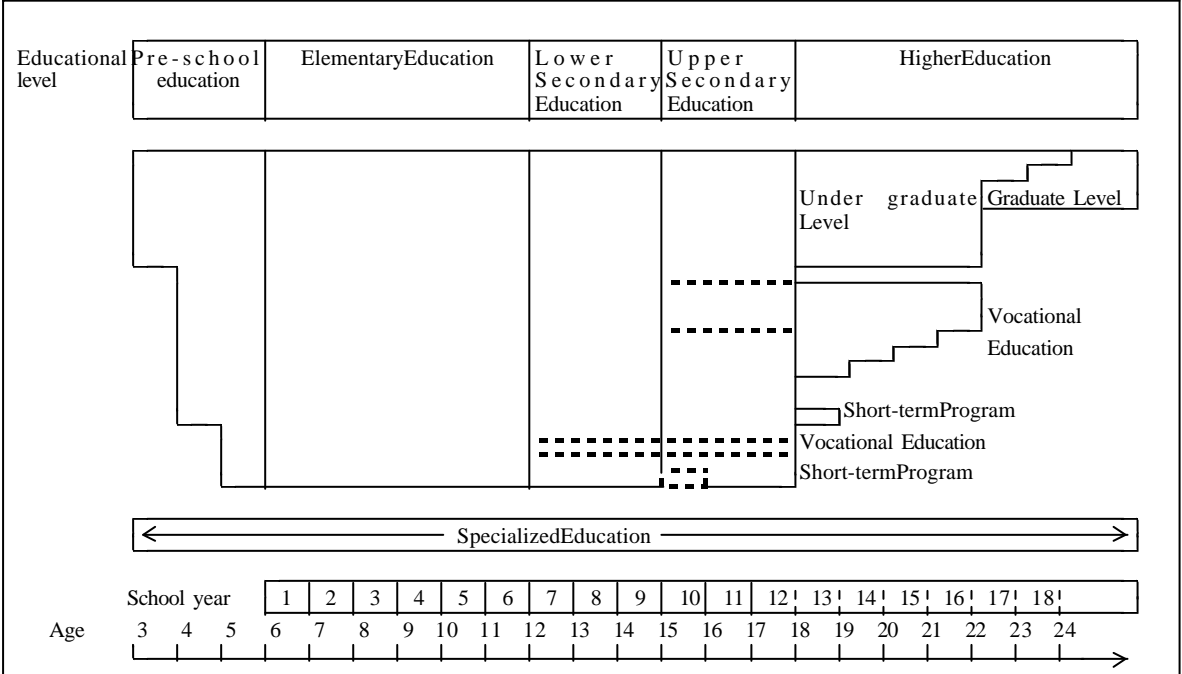 Educational level
Pre-school education
ElementaryEducation
Lower Secondary Education
Upper Secondary Education
HigherEducation
Under graduate Level
Graduate Level
Vocational Education
Short-termProgram
Vocational Education
Short-termProgram
SpecializedEducation
School year 1 2 3 4 5 6 7 8 9 10 11 12 13 14 15 16 17 18
Age 3 4 5 6 7 8 9 10 11 12 13 14 15 16 17 18 19 20 21 22 23 24